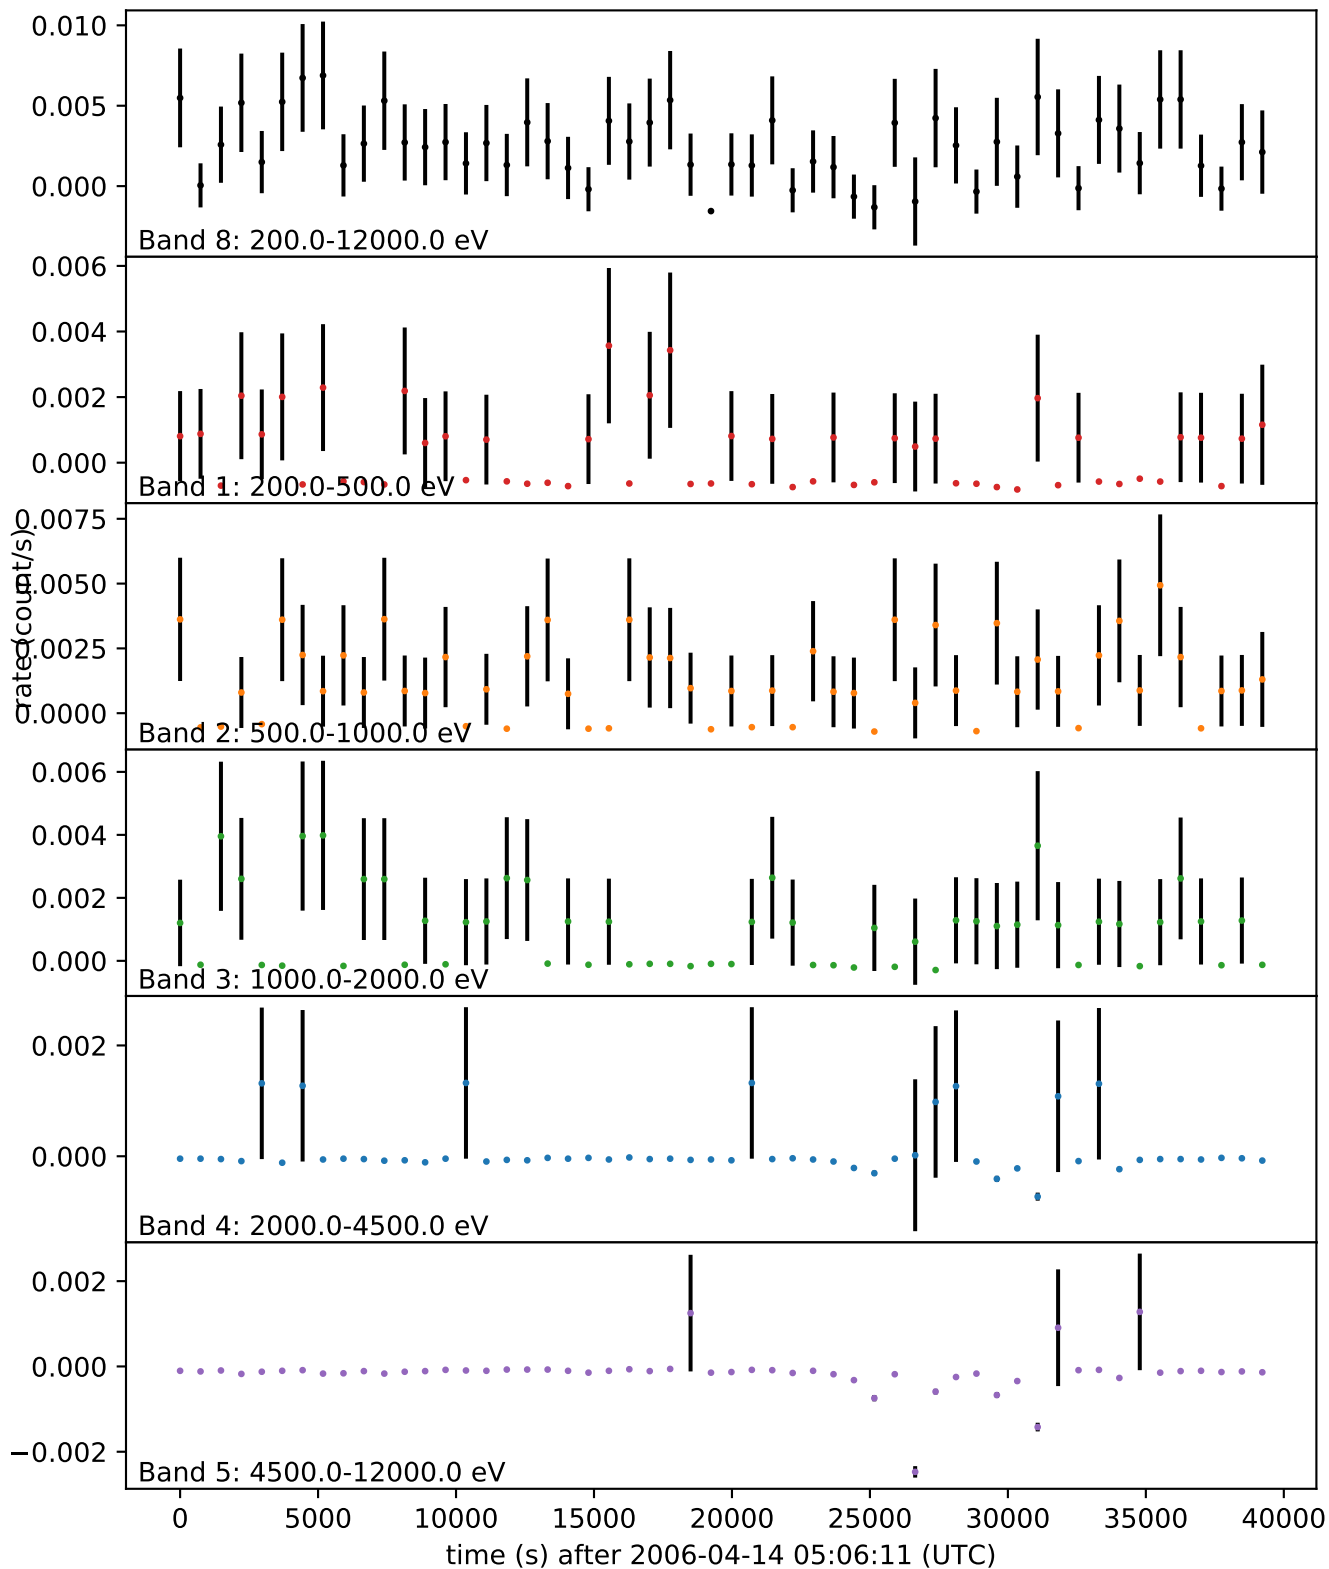 0.010
0.005
0.000
Band 8: 200.0-12000.0 eV
0.006
0.004
0.002
0.000
Band 1: 200.0-500.0 eV
rate (count/s)
0.0075
0.0050
0.0025
0.0000
Band 2: 500.0-1000.0 eV
0.006
0.004
0.002
0.000
Band 3: 1000.0-2000.0 eV
0.002
0.000
Band 4: 2000.0-4500.0 eV
0.002
0.000
−0.002
Band 5: 4500.0-12000.0 eV
0 5000 10000 15000 20000 25000 30000 35000 40000
time (s) after 2006-04-14 05:06:11 (UTC)